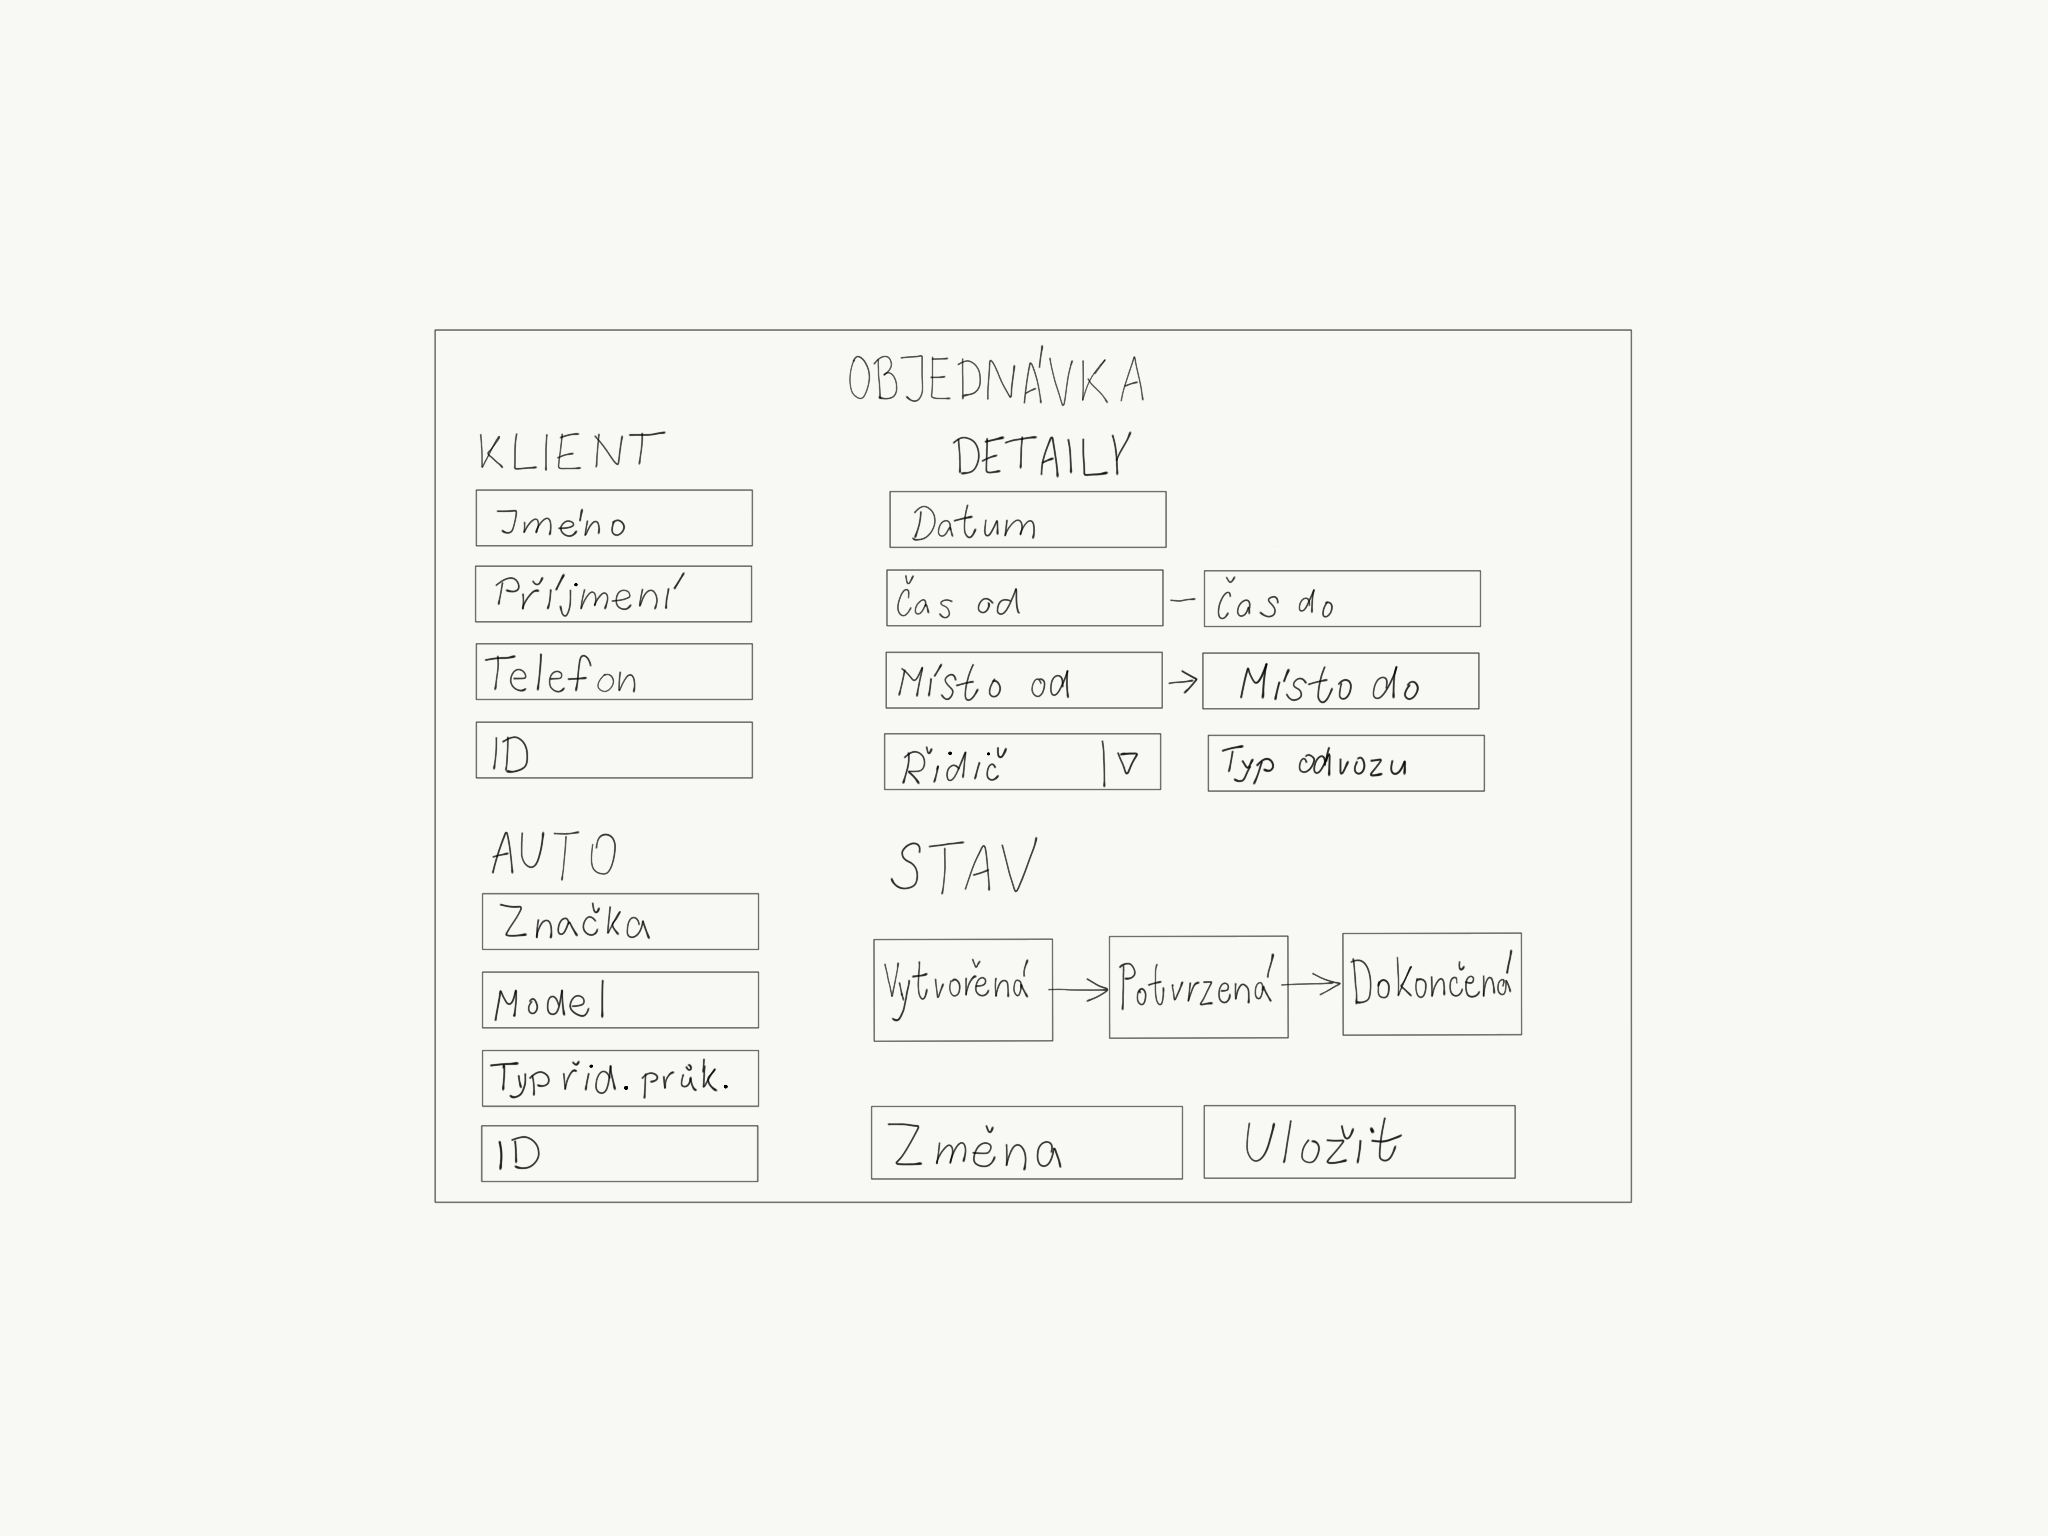 OBJEDNÁVKA
KLIENT
Jméno
Příjmení
Telefon
ID
AUTO
Značka
Model
Typ řid. průk.
ID
DETAILY
Datum
Čas od – Čas do
Místo od → Místo do
Řidič
Typ odvozu
STAV
Vytvořená → Potvrzená → Dokončená
Změna
Uložit